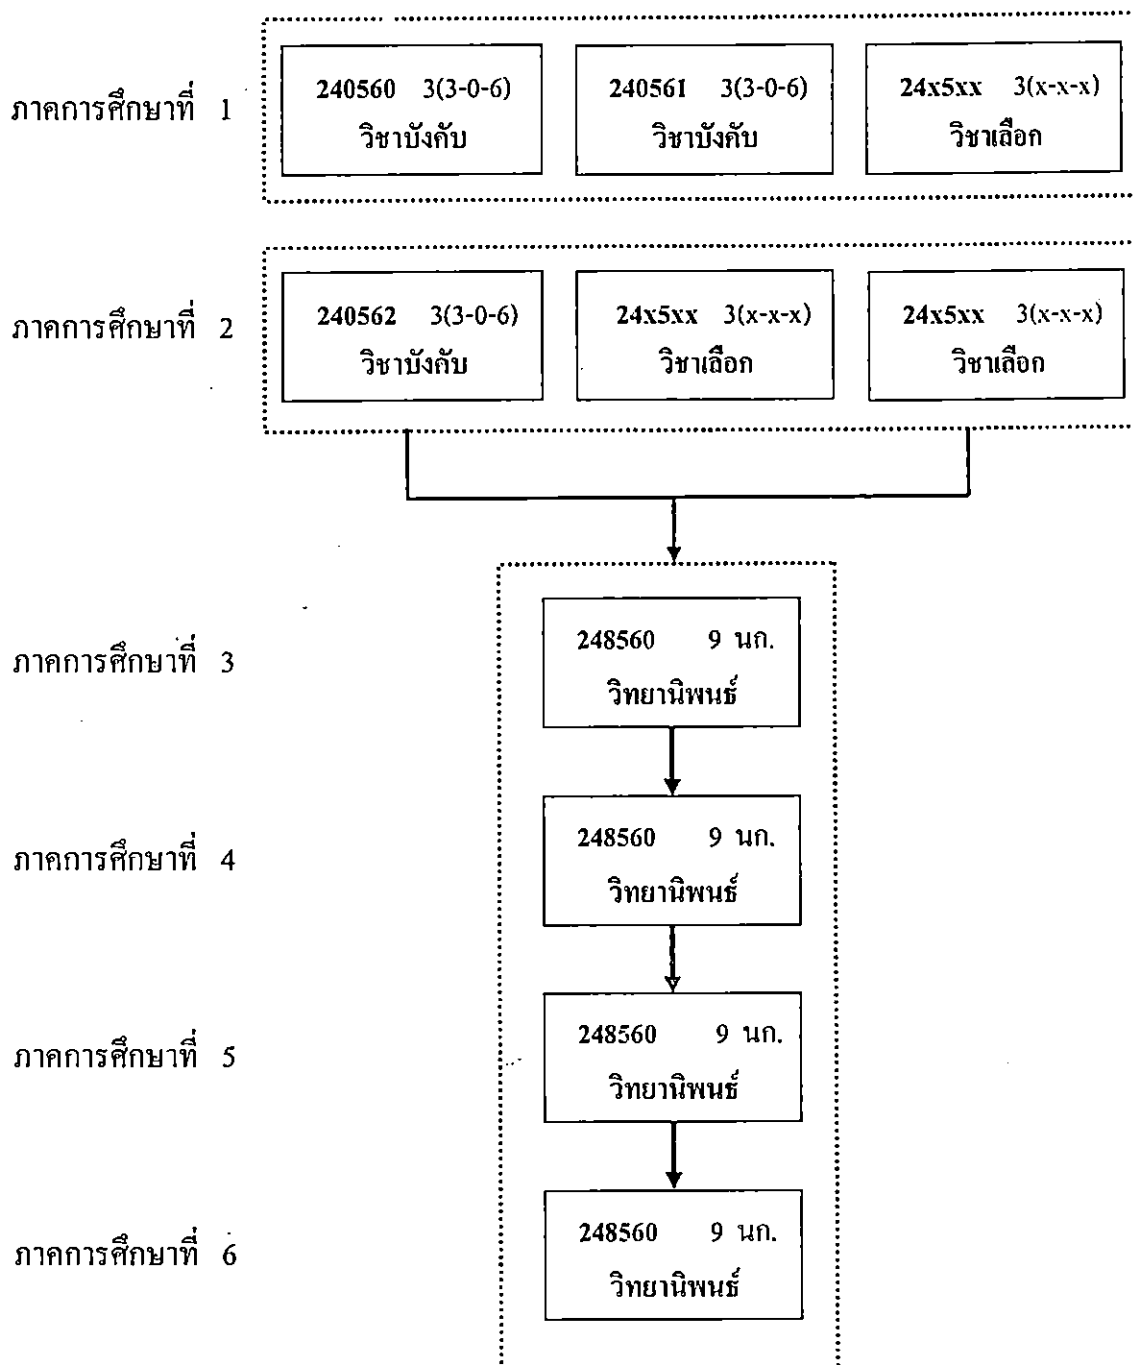 ภาคการศึกษาที่ 1
240560 3(3-0-6)
วิชาบังคับ
240561 3(3-0-6)
วิชาบังคับ
24x5xx 3(x-x-x)
วิชาเลือก
ภาคการศึกษาที่ 2
240562 3(3-0-6)
วิชาบังคับ
24x5xx 3(x-x-x)
วิชาเลือก
24x5xx 3(x-x-x)
วิชาเลือก
ภาคการศึกษาที่ 3
248560 9 นก.
วิทยานิพนธ์
ภาคการศึกษาที่ 4
248560 9 นก.
วิทยานิพนธ์
ภาคการศึกษาที่ 5
248560 9 นก.
วิทยานิพนธ์
ภาคการศึกษาที่ 6
248560 9 นก.
วิทยานิพนธ์